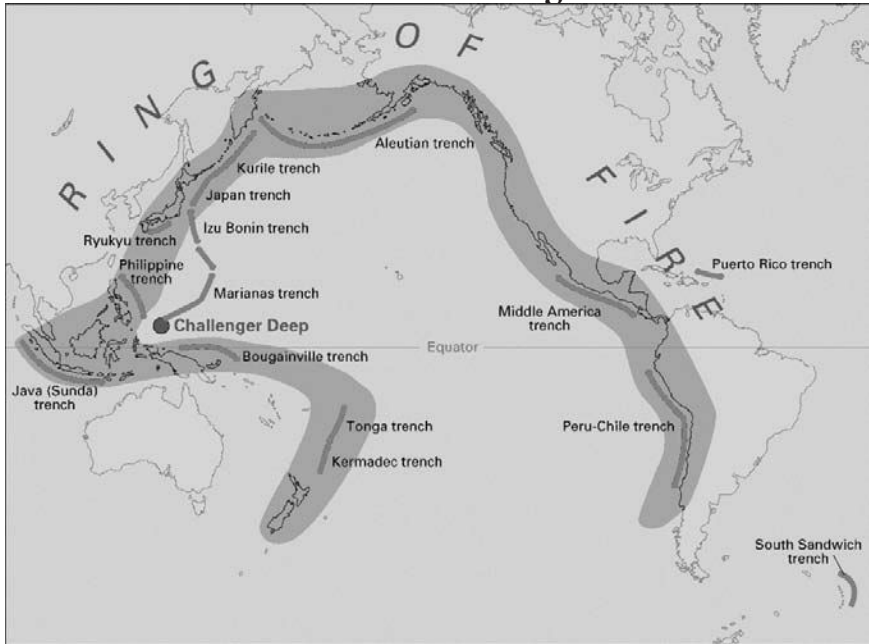 RING OF FIRE
Aleutian trench
Kurile trench
Japan trench
Izu Bonin trench
Ryukyu trench
Philippine
trench
Marianas trench
Challenger Deep
Bougainville trench
Equator
Java (Sunda)
trench
Tonga trench
Kermadec trench
Middle America
trench
Puerto Rico trench
Peru-Chile trench
South Sandwich
trench